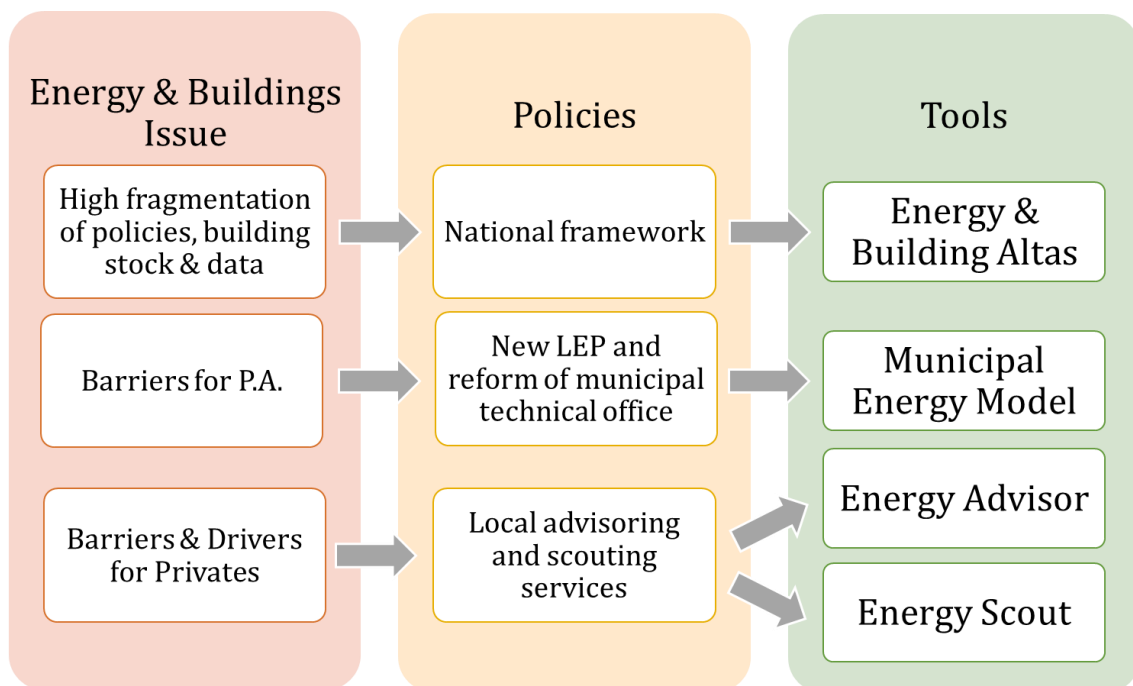 Energy & Buildings
Issue
High fragmentation
of policies, building
stock & data
Barriers for P.A.
Barriers & Drivers
for Privates
Policies
National framework
New LEP and
reform of municipal
technical office
Local advisoring
and scouting
services
Tools
Energy &
Building Altas
Municipal
Energy Model
Energy Advisor
Energy Scout